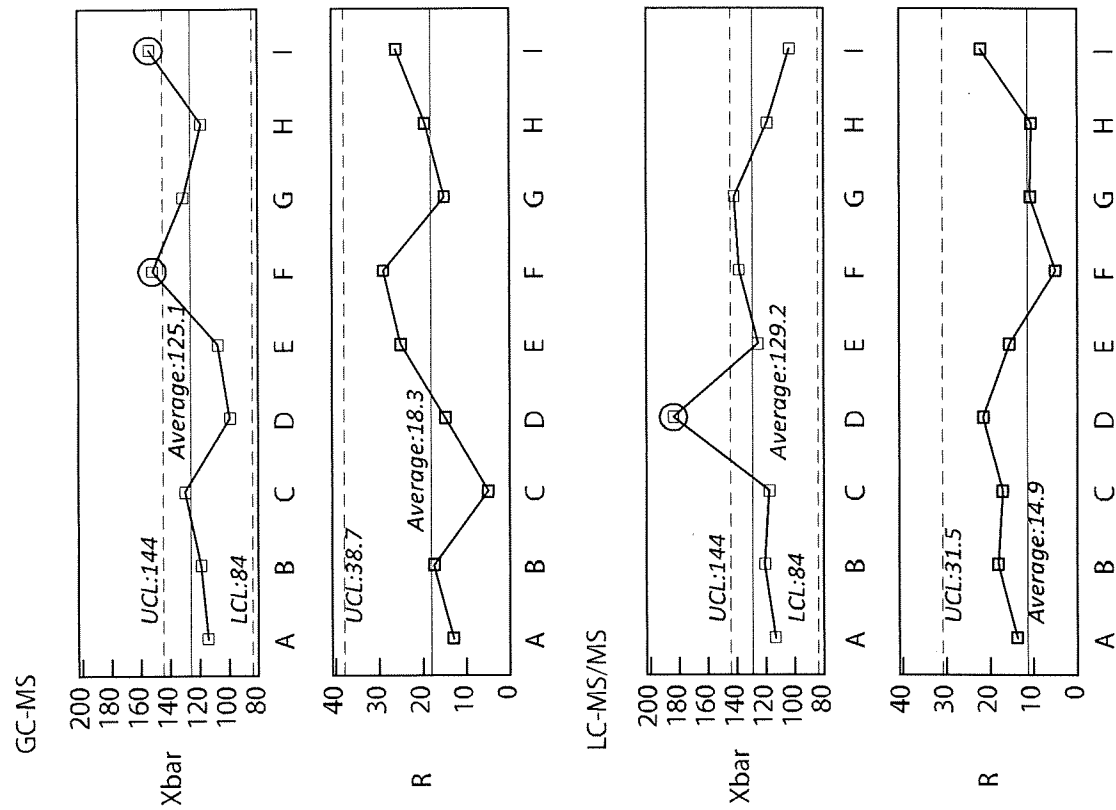 GC-MS
Xbar
200
180
160
140
120
100
80
UCL:144
Average:125.1
LCL:84
A B C D E F G H I
R
40
30
20
10
0
UCL:38.7
Average:18.3
A B C D E F G H I
LC-MS/MS
Xbar
200
180
160
140
120
100
80
UCL:144
Average:129.2
LCL:84
A B C D E F G H I
R
40
30
20
10
0
UCL:31.5
Average:14.9
A B C D E F G H I